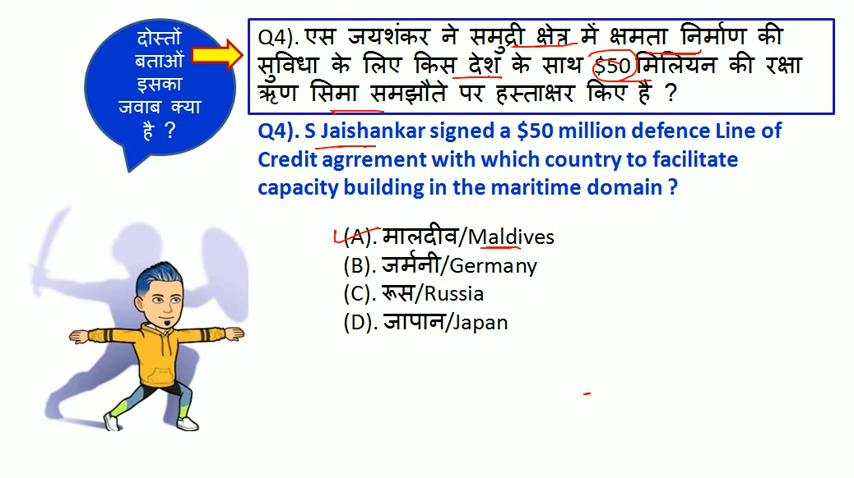 दोस्तों
बताओं
इसका
जवाब क्या
है ?
Q4). एस जयशंकर ने समुद्री क्षेत्र में क्षमता निर्माण की
सुविधा के लिए किस देश के साथ $50 मिलियन की रक्षा
ऋण सिमा समझौते पर हस्ताक्षर किए है ?
Q4). S Jaishankar signed a $50 million defence Line of
Credit agrrement with which country to facilitate
capacity building in the maritime domain ?
(A). मालदीव/Maldives
(B). जर्मनी/Germany
(C). रूस/Russia
(D). जापान/Japan